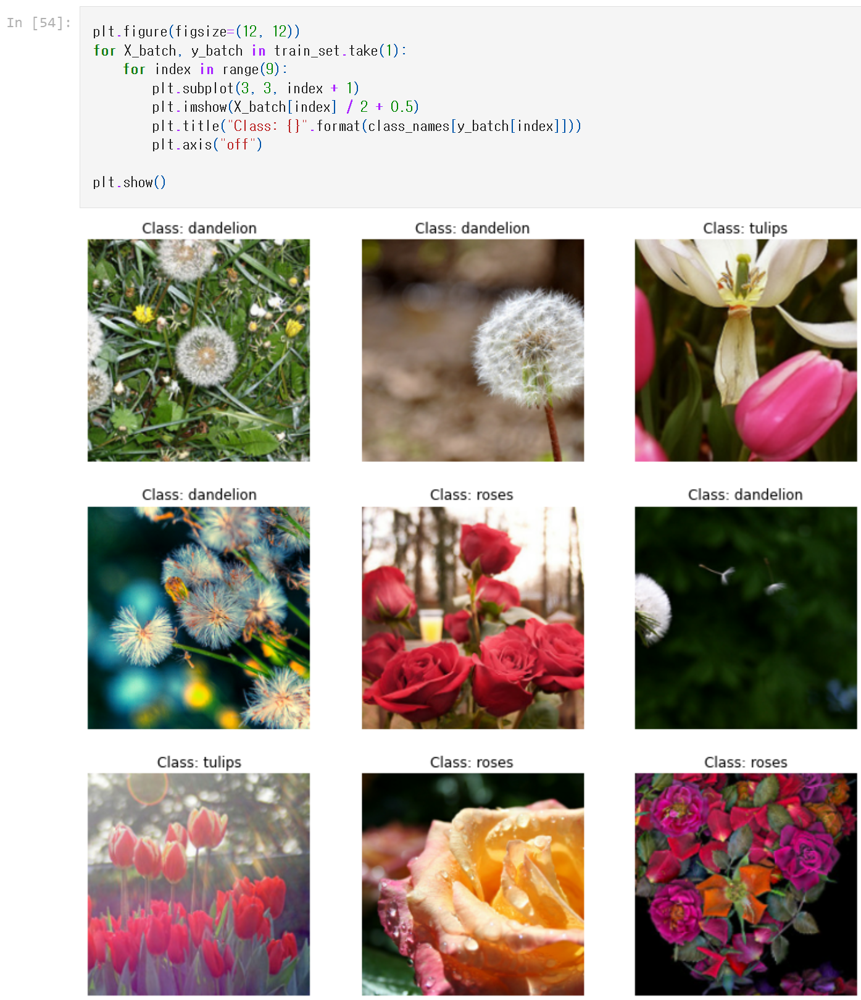 In [54]:
plt.figure(figsize=(12, 12))
for X_batch, y_batch in train_set.take(1):
    for index in range(9):
        plt.subplot(3, 3, index + 1)
        plt.imshow(X_batch[index] / 2 + 0.5)
        plt.title("Class: {}".format(class_names[y_batch[index]]))
        plt.axis("off")
plt.show()
Class: dandelion
Class: dandelion
Class: tulips
Class: dandelion
Class: roses
Class: dandelion
Class: tulips
Class: roses
Class: roses